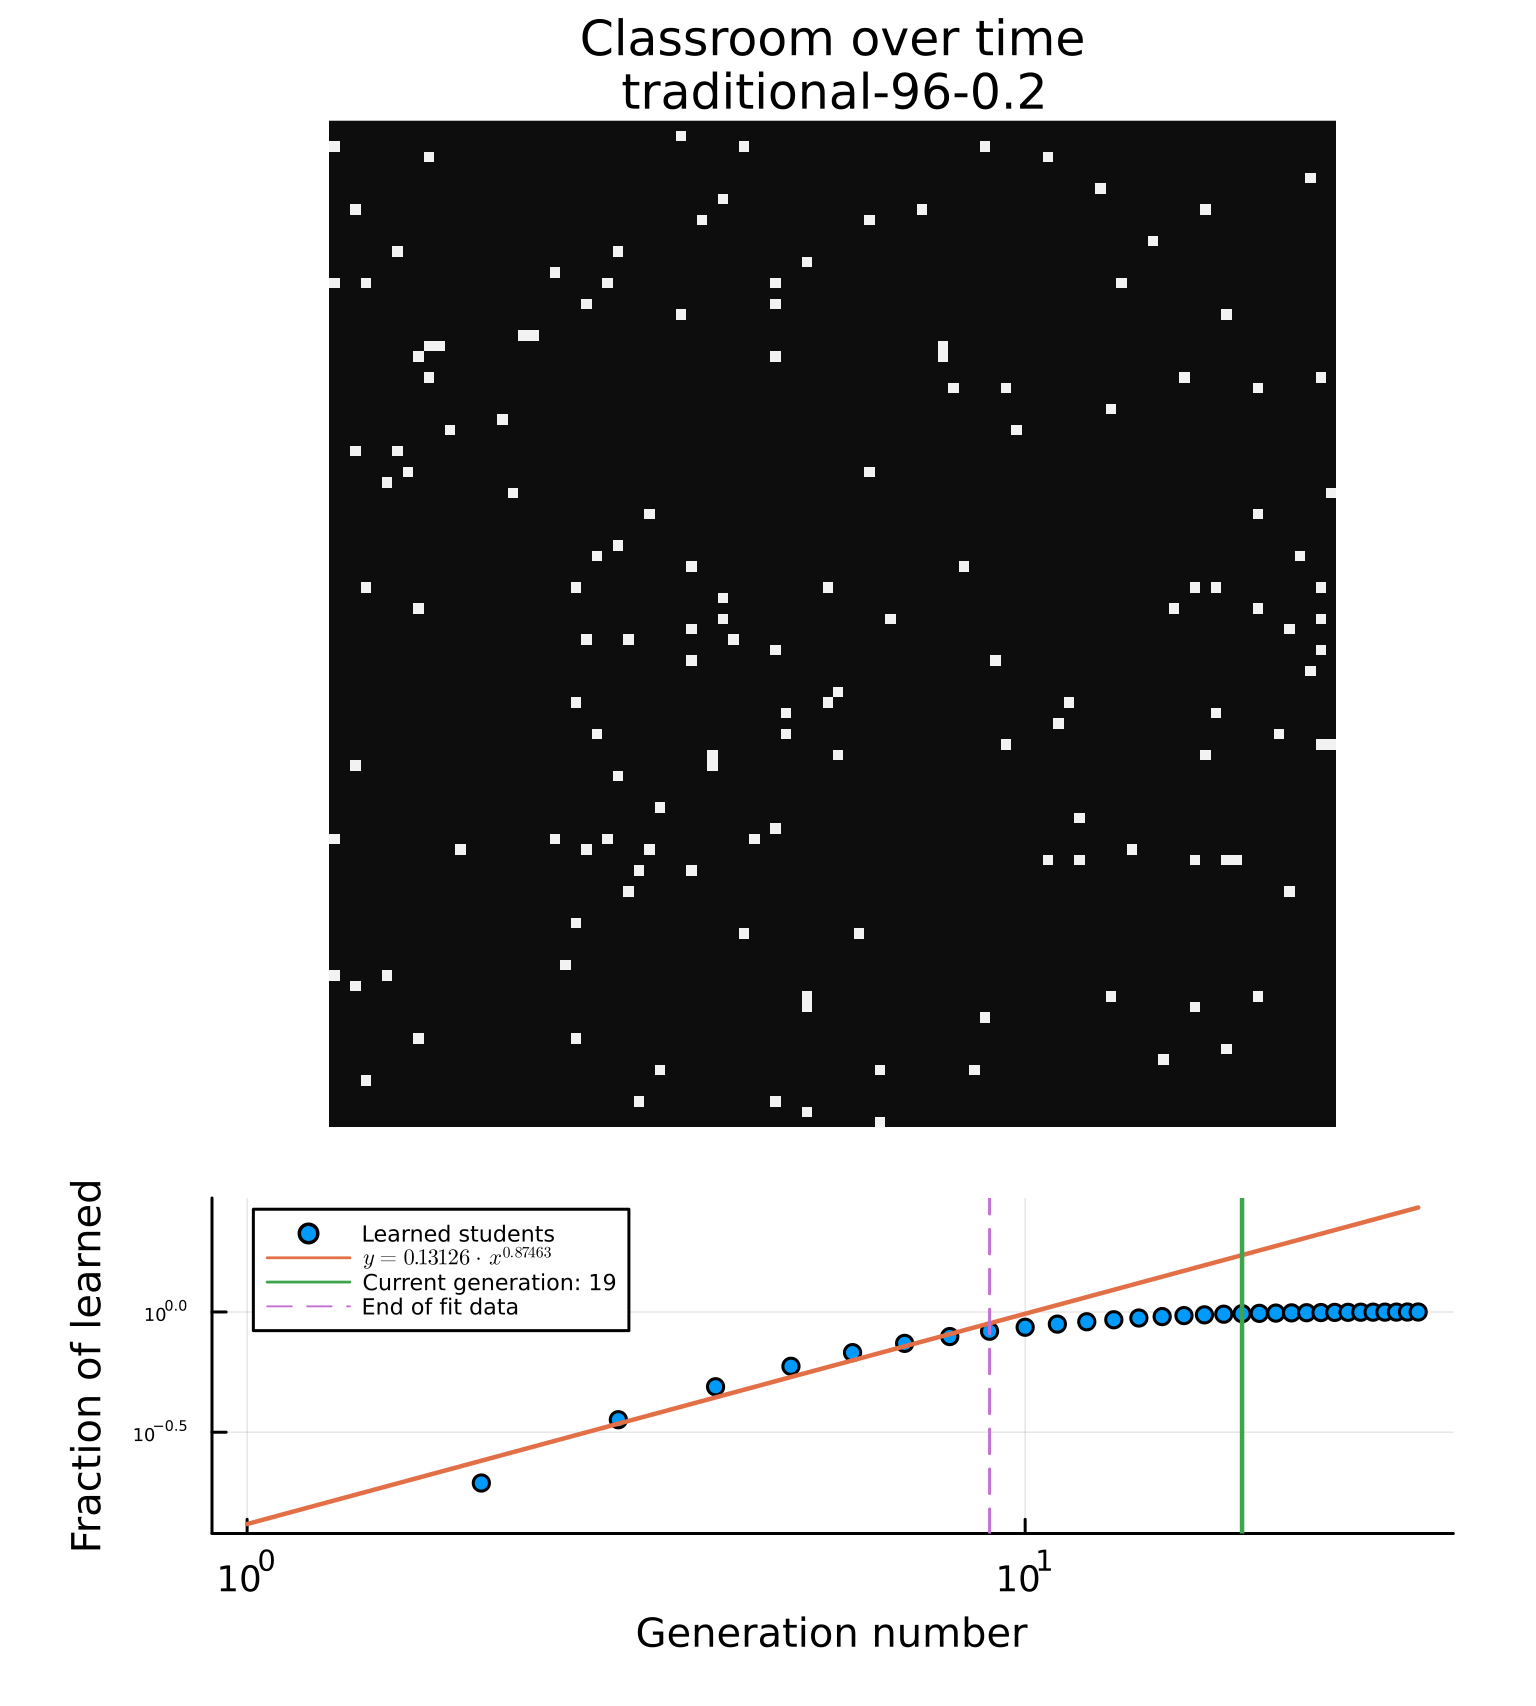 Classroom over time
traditional-96-0.2
Fraction of learned
Learned students
y = 0.13126 · x^0.87463
Current generation: 19
End of fit data
10^0.0
10^−0.5
10^0
10^1
Generation number